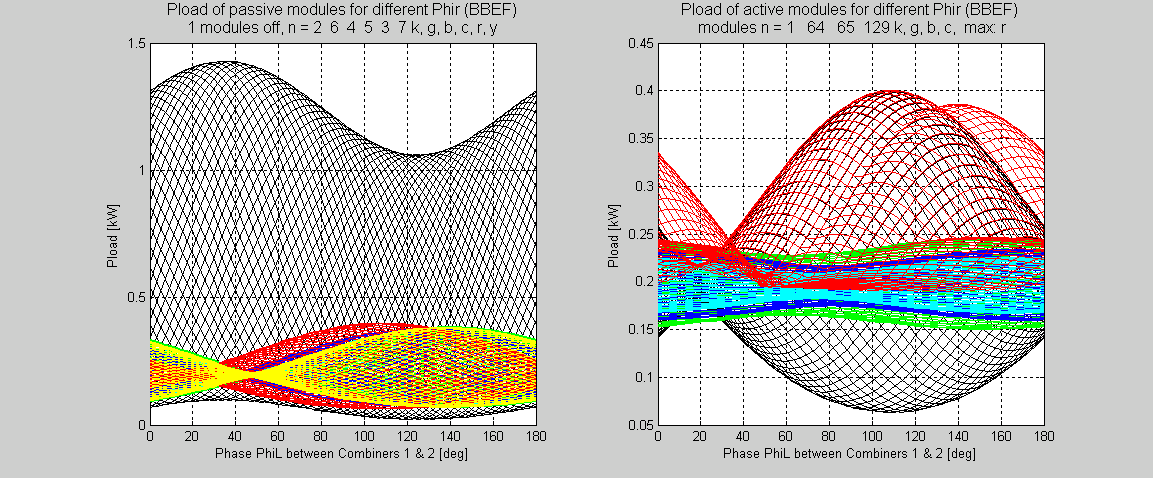 Pload of passive modules for different Phir (BBEF)
1 modules off, n = 2 6 4 5 3 7 k, g, b, c, r, y
1.5
1
0.5
0
Pload [kW]
0 20 40 60 80 100 120 140 160 180
Phase PhiL between Combiners 1 & 2 [deg]
Pload of active modules for different Phir (BBEF)
modules n = 1 64 65 129 k, g, b, c, max: r
0.45
0.4
0.35
0.3
0.25
0.2
0.15
0.1
0.05
Pload [kW]
0 20 40 60 80 100 120 140 160 180
Phase PhiL between Combiners 1 & 2 [deg]